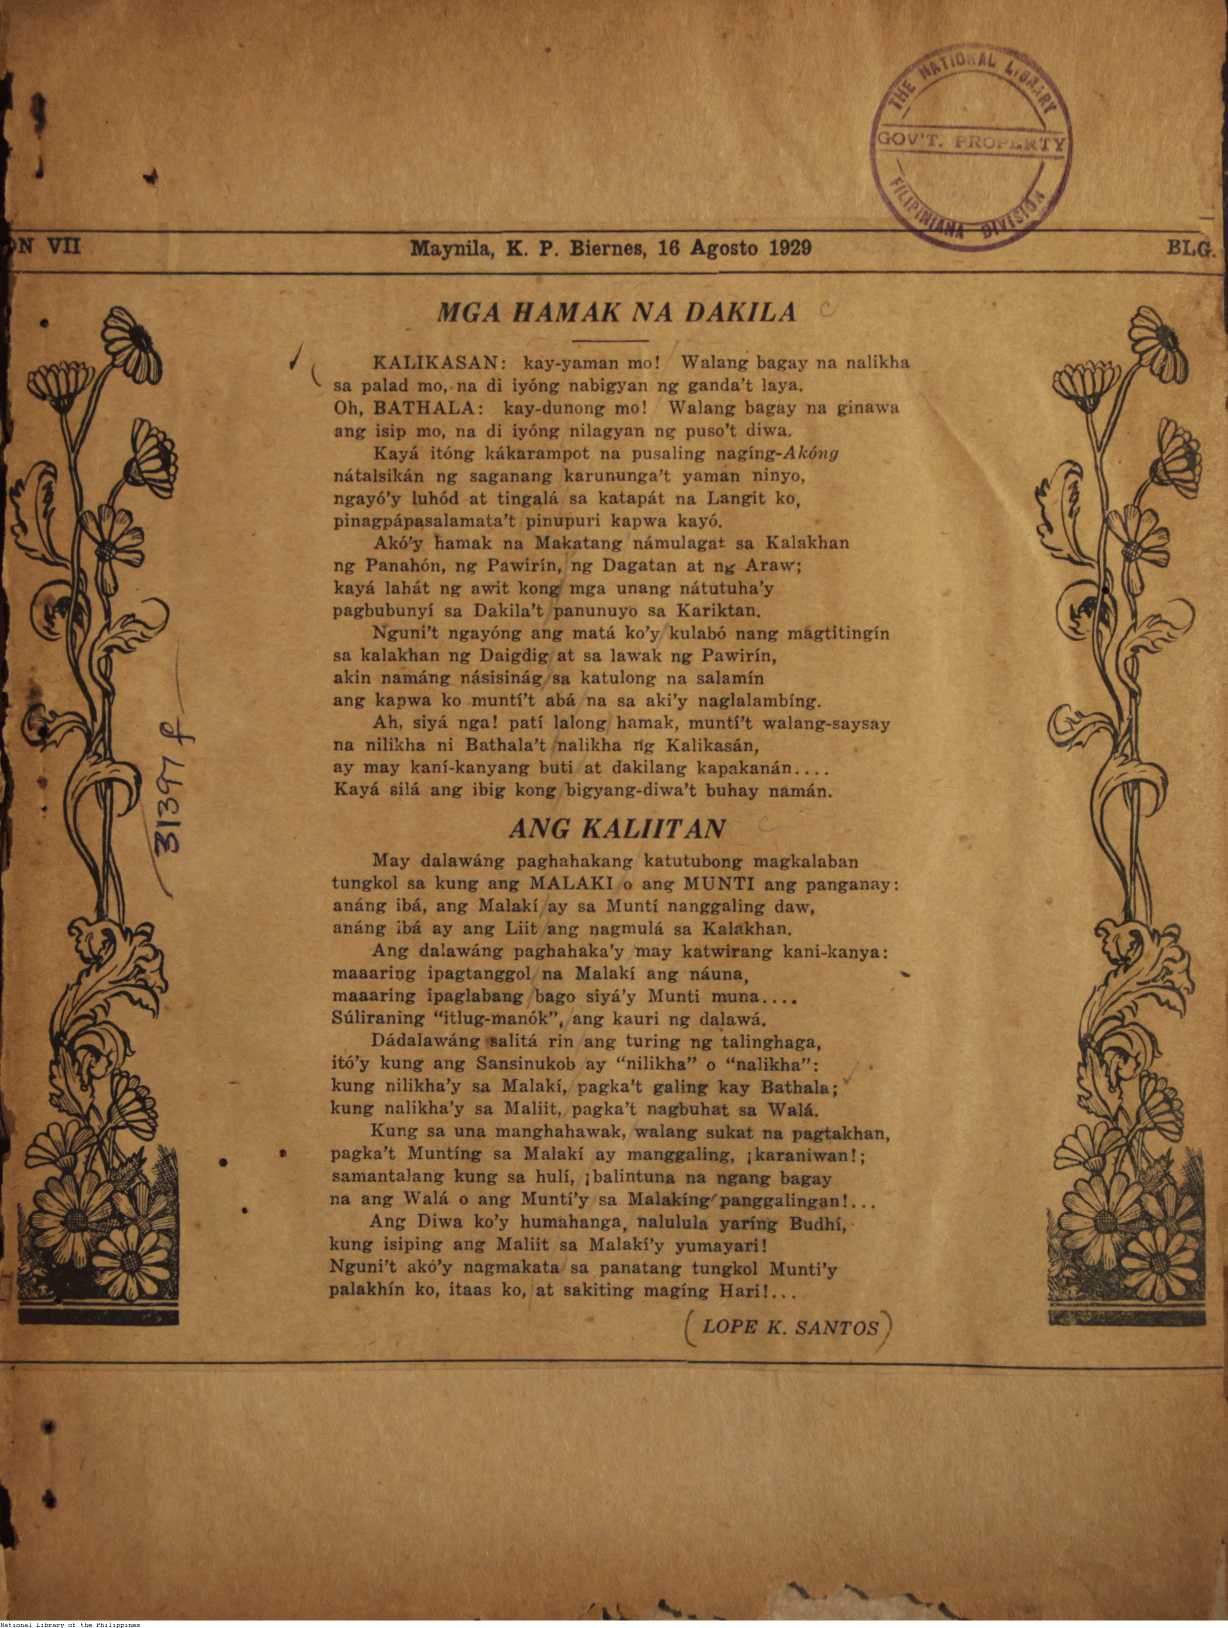 THE NATIONAL LIBRARY
GOV'T. PROPERTY
FILIPINIANA DIVISION
ON VII
Maynila, K. P. Biernes, 16 Agosto 1929
BLG.
MGA HAMAK NA DAKILA
KALIKASAN: kay-yaman mo! Walang bagay na nalikha
sa palad mo, na di iyóng nabigyan ng ganda't laya.
Oh, BATHALA: kay-dunong mo! Walang bagay na ginawa
ang isip mo, na di iyóng nilagyan ng puso't diwa.
Kayá itóng kákarampot na pusaling nagíng-Akóng
nátalsikán ng saganang karununga't yaman ninyo,
ngayó'y luhód at tingalá sa katapát na Langit ko,
pinagpápasalamata't pinupuri kapwa kayó.
Akó'y hamak na Makatang námulagat sa Kalakhan
ng Panahón, ng Pawirín, ng Dagatan at ng Araw;
kayá lahát ng awit kong mga unang nátutuha'y
pagbubunyí sa Dakila't panunuyo sa Kariktan.
Nguni't ngayóng ang matá ko'y kulabó nang magtitingín
sa kalakhan ng Daigdig at sa lawak ng Pawirín,
akin namáng násisinág sa katulong na salamín
ang kapwa ko muntí't abá na sa aki'y naglalambíng.
Ah, siyá nga! patí lalong hamak, muntí't walang-saysay
na nilikha ni Bathala't nalikha ng Kalikasán,
ay may kaní-kanyang buti at dakilang kapakanán....
Kayá silá ang ibig kong bigyang-diwa't buhay namán.
ANG KALIITAN
May dalawáng paghahakang katutubong magkalaban
tungkol sa kung ang MALAKI o ang MUNTI ang panganay:
anáng ibá, ang Malakí ay sa Muntí nanggaling daw,
anáng ibá ay ang Liit ang nagmulá sa Kalakhan.
Ang dalawáng paghahaka'y may katwirang kani-kanya:
maaaring ipagtanggol na Malakí ang náuna,
maaaring ipaglabang bago siyá'y Munti muna....
Súliraning "itlug-manók", ang kauri ng dalawá.
Dádalawáng salitá rin ang turing ng talinghaga,
itó'y kung ang Sansinukob ay "nilikha" o "nalikha":
kung nilikha'y sa Malakí, pagka't galing kay Bathala;
kung nalikha'y sa Maliit, pagka't nagbuhat sa Walá.
Kung sa una manghahawak, walang sukat na pagtakhan,
pagka't Muntíng sa Malakí ay manggaling, ¡karaniwan!;
samantalang kung sa hulí, ¡balintuna na ngang bagay
na ang Walá o ang Muntí'y sa Malakíng panggalingan!...
Ang Diwa ko'y humahanga, nalulula yaríng Budhí,
kung isiping ang Maliit sa Malakí'y yumayari!
Nguni't akó'y nagmakata sa panatang tungkol Munti'y
palakhín ko, itaas ko, at sakiting magíng Hari!...
(LOPE K. SANTOS)
31397 f
National Library of the Philippines